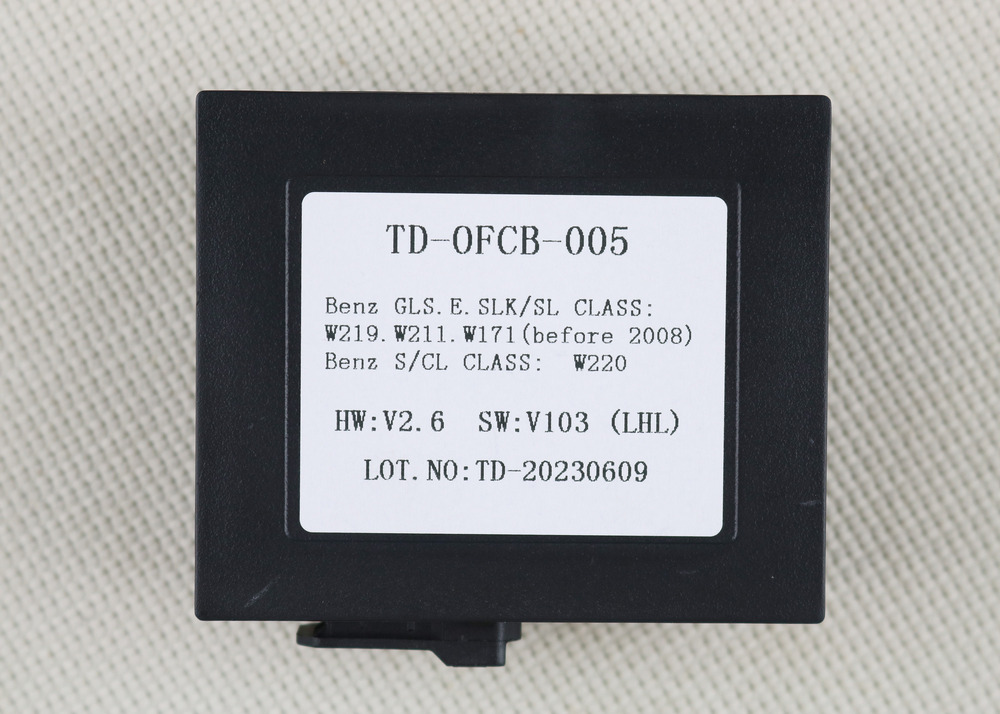 TD-OFCB-005
Benz GLS.E.SLK/SL CLASS:
W219.W211.W171(before 2008)
Benz S/CL CLASS: W220
HW:V2.6 SW:V103 (LHL)
LOT.NO:TD-20230609